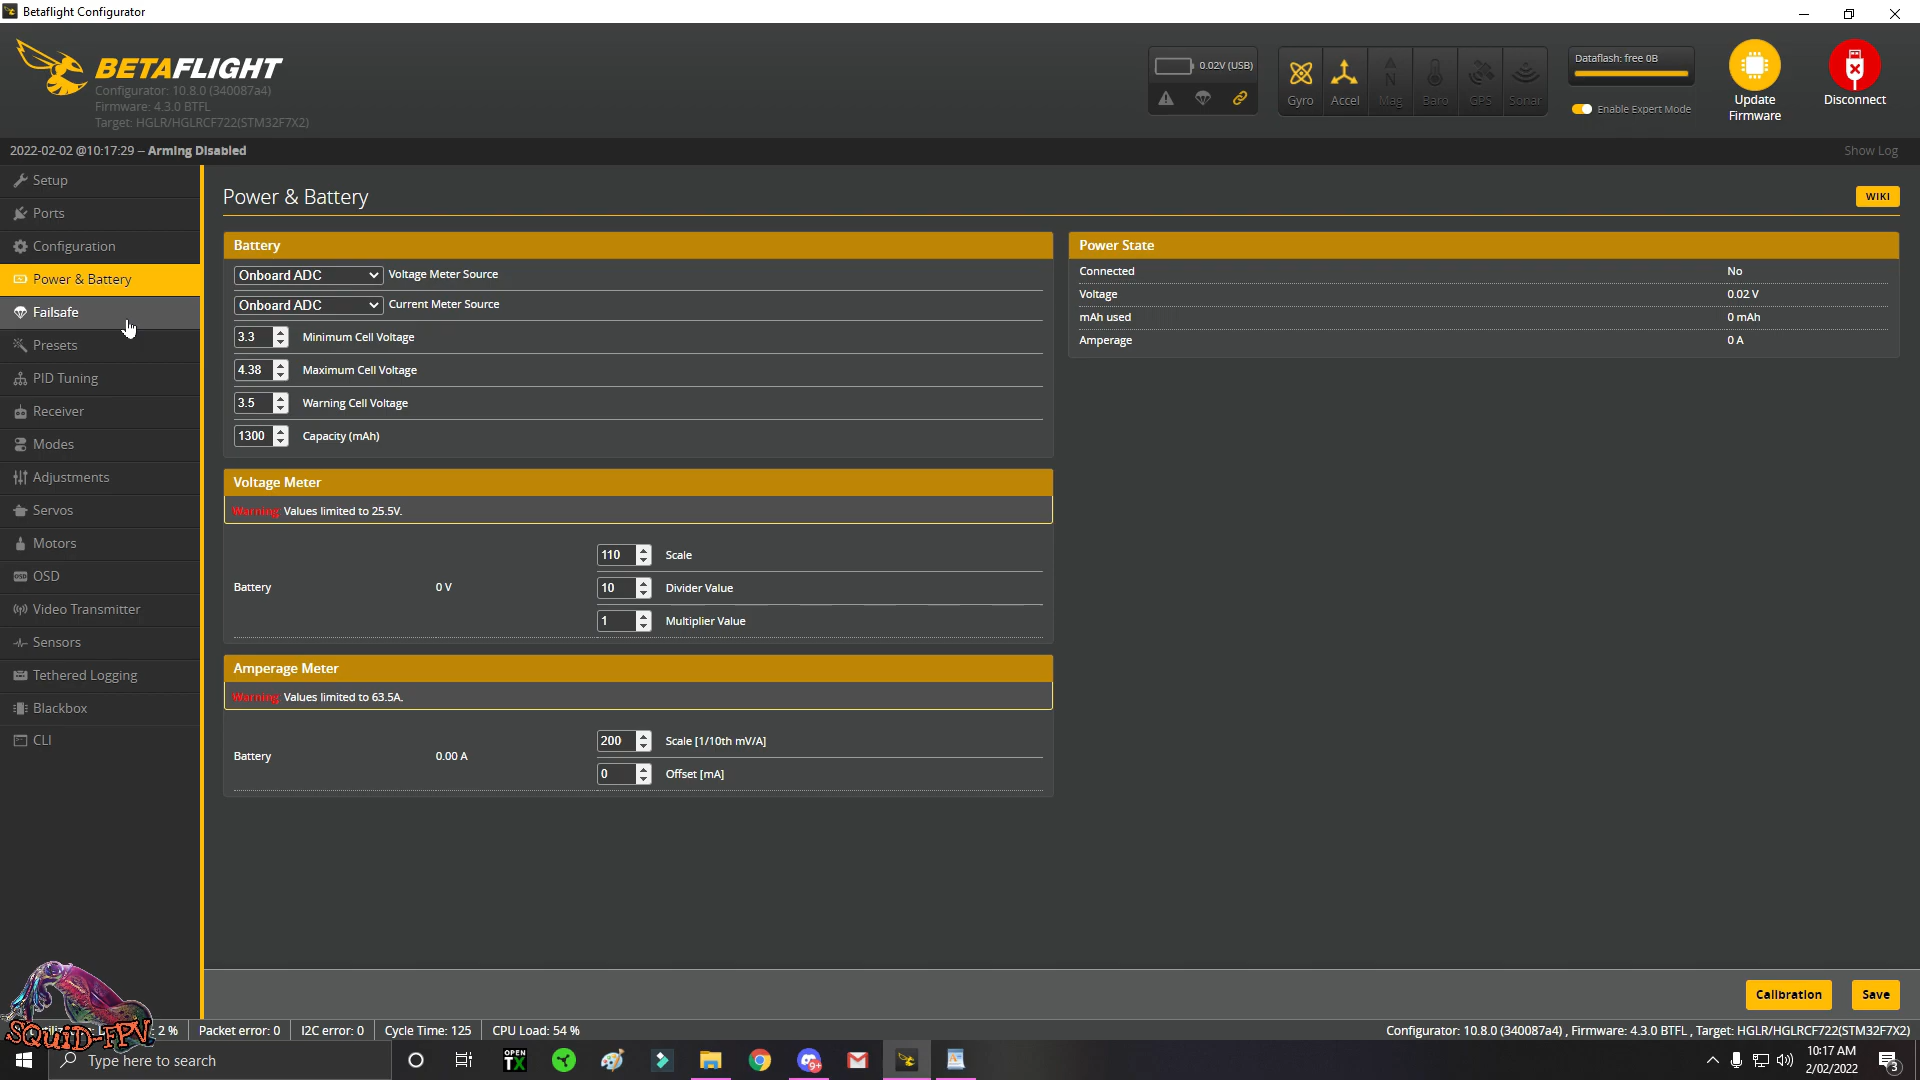 Betaflight Configurator
BETAFLIGHT
Configurator: 10.8.0 (340087a4)
Firmware: 4.3.0 BTFL
Target: HGLR/HGLRCF722(STM32F7X2)
0.02V (USB)
Gyro
Accel
Mag
Baro
GPS
Sonar
Dataflash: free 0B
Enable Expert Mode
Update
Firmware
Disconnect
2022-02-02 @10:17:29 -- Arming Disabled
Show Log
Setup
Ports
Configuration
Power & Battery
Failsafe
Presets
PID Tuning
Receiver
Modes
Adjustments
Servos
Motors
OSD
Video Transmitter
Sensors
Tethered Logging
Blackbox
CLI
Power & Battery
WIKI
Battery
Onboard ADC Voltage Meter Source
Onboard ADC Current Meter Source
3.3 Minimum Cell Voltage
4.38 Maximum Cell Voltage
3.5 Warning Cell Voltage
1300 Capacity (mAh)
Power State
Connected No
Voltage 0.02 V
mAh used 0 mAh
Amperage 0 A
Voltage Meter
Warning: Values limited to 25.5V.
Battery 0 V
110 Scale
10 Divider Value
1 Multiplier Value
Amperage Meter
Warning: Values limited to 63.5A.
Battery 0.00 A
200 Scale [1/10th mV/A]
0 Offset [mA]
Calibration
Save
SQUID-FPV
2 %
Packet error: 0
I2C error: 0
Cycle Time: 125
CPU Load: 54 %
Configurator: 10.8.0 (340087a4) , Firmware: 4.3.0 BTFL , Target: HGLR/HGLRCF722(STM32F7X2)
Type here to search
OPEN
TX
9+
10:17 AM
2/02/2022
3